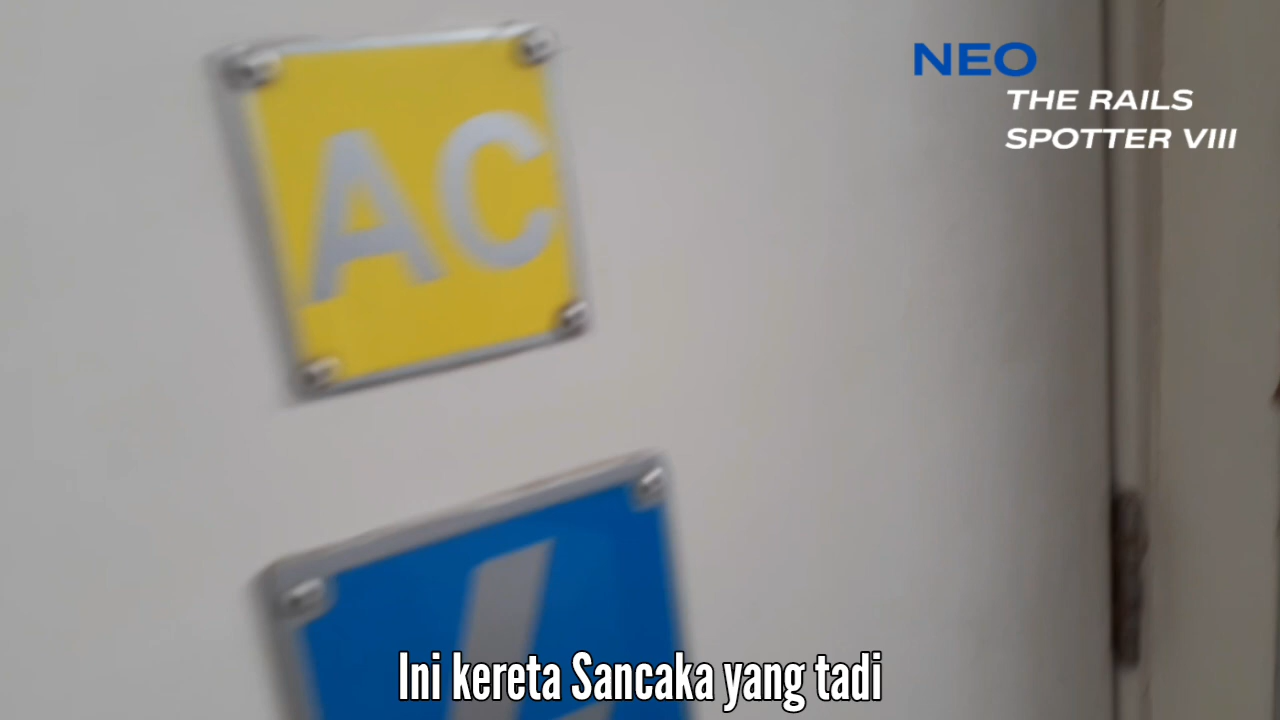 AC
NEO
THE RAILS
SPOTTER VIII
Ini kereta Sancaka yang tadi